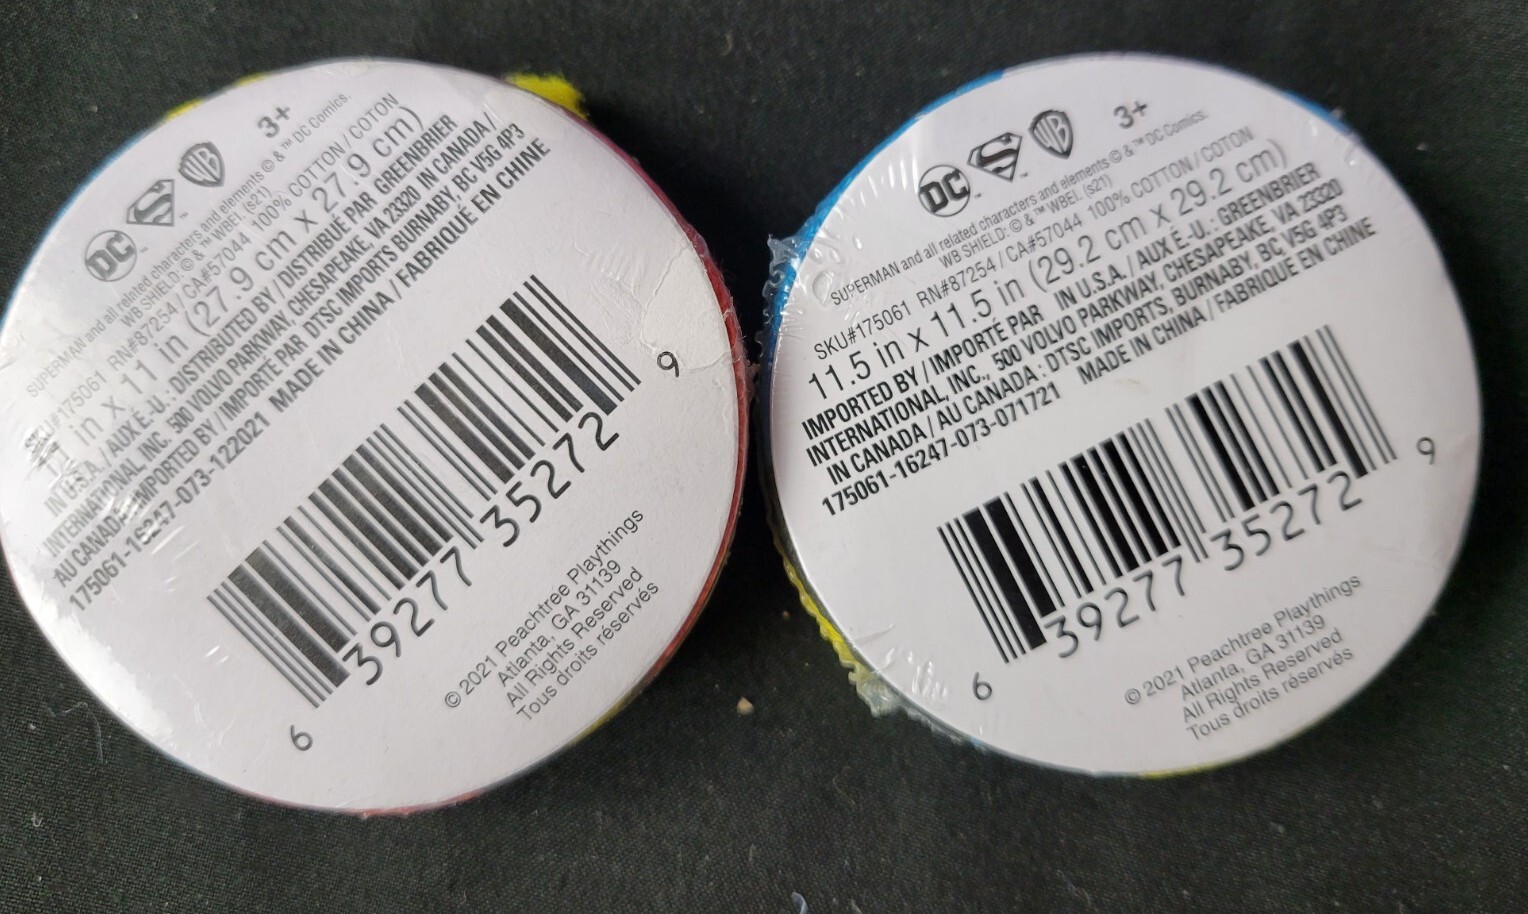 3+
DC
WB
SUPERMAN and all related characters and elements © & ™ DC Comics.
WB SHIELD: © & ™ WBEI. (s21)
SKU#175061 RN#87254 / CA#57044 100% COTTON / COTON
11 in x 11 in (27.9 cm x 27.9 cm)
IN U.S.A. / AUX É.-U.: DISTRIBUTED BY / DISTRIBUÉ PAR GREENBRIER
INTERNATIONAL, INC. 500 VOLVO PARKWAY, CHESAPEAKE, VA 23320 IN CANADA /
AU CANADA: IMPORTED BY / IMPORTÉ PAR DTSC IMPORTS BURNABY, BC V5G 4P3
175061-16247-073-122021 MADE IN CHINA / FABRIQUÉ EN CHINE
6 39277 35272 9
© 2021 Peachtree Playthings
Atlanta, GA 31139
All Rights Reserved
Tous droits réservés
3+
DC
WB
SUPERMAN and all related characters and elements © & ™ DC Comics.
WB SHIELD: © & ™ WBEI. (s21)
SKU#175061 RN#87254 / CA#57044 100% COTTON / COTON
11.5 in x 11.5 in (29.2 cm x 29.2 cm)
IMPORTED BY / IMPORTÉ PAR IN U.S.A. / AUX É.-U.: GREENBRIER
INTERNATIONAL, INC., 500 VOLVO PARKWAY, CHESAPEAKE, VA 23320
IN CANADA / AU CANADA: DTSC IMPORTS, BURNABY, BC V5G 4P3
175061-16247-073-071721 MADE IN CHINA / FABRIQUÉ EN CHINE
6 39277 35272 9
© 2021 Peachtree Playthings
Atlanta, GA 31139
All Rights Reserved
Tous droits réservés